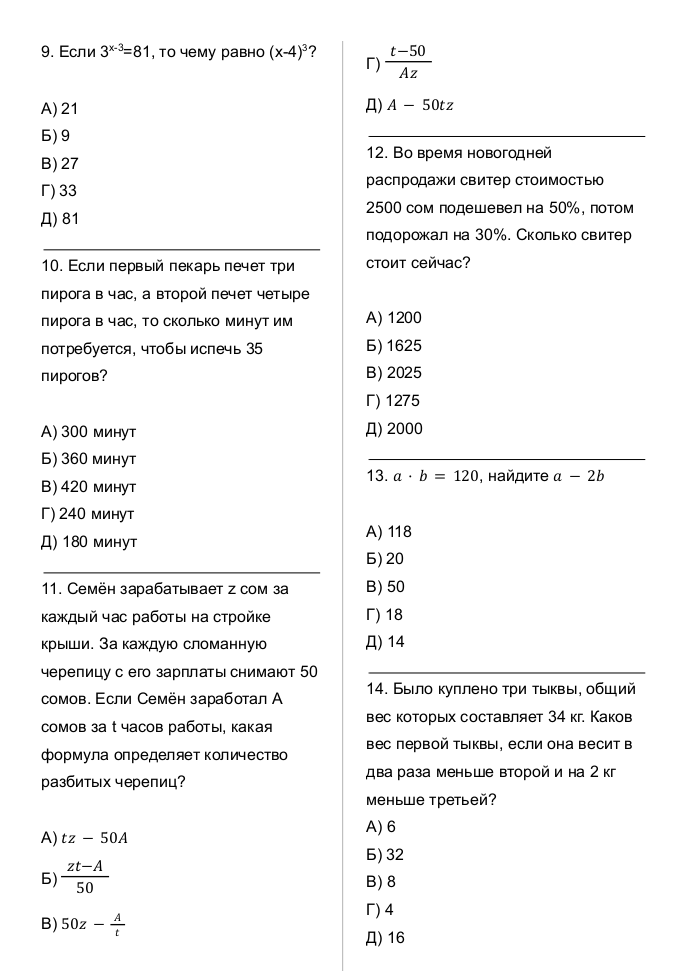 9. Если 3ˣ⁻³=81, то чему равно (x-4)³?
А) 21
Б) 9
В) 27
Г) 33
Д) 81
10. Если первый пекарь печет три
пирога в час, а второй печет четыре
пирога в час, то сколько минут им
потребуется, чтобы испечь 35
пирогов?
А) 300 минут
Б) 360 минут
В) 420 минут
Г) 240 минут
Д) 180 минут
11. Семён зарабатывает z сом за
каждый час работы на стройке
крыши. За каждую сломанную
черепицу с его зарплаты снимают 50
сомов. Если Семён заработал А
сомов за t часов работы, какая
формула определяет количество
разбитых черепиц?
А) tz − 50A
Б) (zt−A)/50
В) 50z − A/t
Г) (t−50)/Az
Д) A − 50tz
12. Во время новогодней
распродажи свитер стоимостью
2500 сом подешевел на 50%, потом
подорожал на 30%. Сколько свитер
стоит сейчас?
А) 1200
Б) 1625
В) 2025
Г) 1275
Д) 2000
13. a · b = 120, найдите a − 2b
А) 118
Б) 20
В) 50
Г) 18
Д) 14
14. Было куплено три тыквы, общий
вес которых составляет 34 кг. Каков
вес первой тыквы, если она весит в
два раза меньше второй и на 2 кг
меньше третьей?
А) 6
Б) 32
В) 8
Г) 4
Д) 16